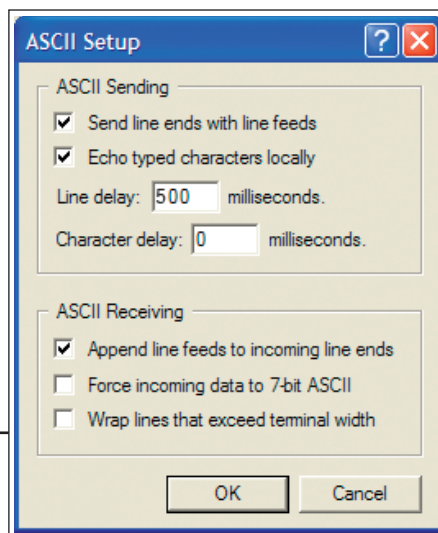 ASCII Setup
ASCII Sending
Send line ends with line feeds
Echo typed characters locally
Line delay: 500 milliseconds.
Character delay: 0 milliseconds.
ASCII Receiving
Append line feeds to incoming line ends
Force incoming data to 7-bit ASCII
Wrap lines that exceed terminal width
OK Cancel